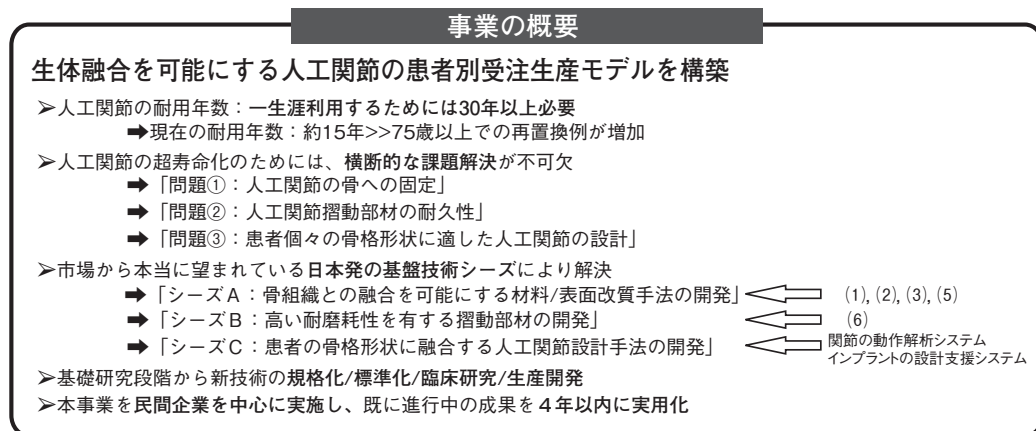 事業の概要
生体融合を可能にする人工関節の患者別受注生産モデルを構築
➢人工関節の耐用年数：一生涯利用するためには30年以上必要
➡現在の耐用年数：約15年>>75歳以上での再置換例が増加
➢人工関節の超寿命化のためには、横断的な課題解決が不可欠
➡「問題①：人工関節の骨への固定」
➡「問題②：人工関節摺動部材の耐久性」
➡「問題③：患者個々の骨格形状に適した人工関節の設計」
➢市場から本当に望まれている日本発の基盤技術シーズにより解決
➡「シーズA：骨組織との融合を可能にする材料/表面改質手法の開発」 (1), (2), (3), (5)
➡「シーズB：高い耐磨耗性を有する摺動部材の開発」 (6)
➡「シーズC：患者の骨格形状に融合する人工関節設計手法の開発」 関節の動作解析システム
インプラントの設計支援システム
➢基礎研究段階から新技術の規格化/標準化/臨床研究/生産開発
➢本事業を民間企業を中心に実施し、既に進行中の成果を４年以内に実用化